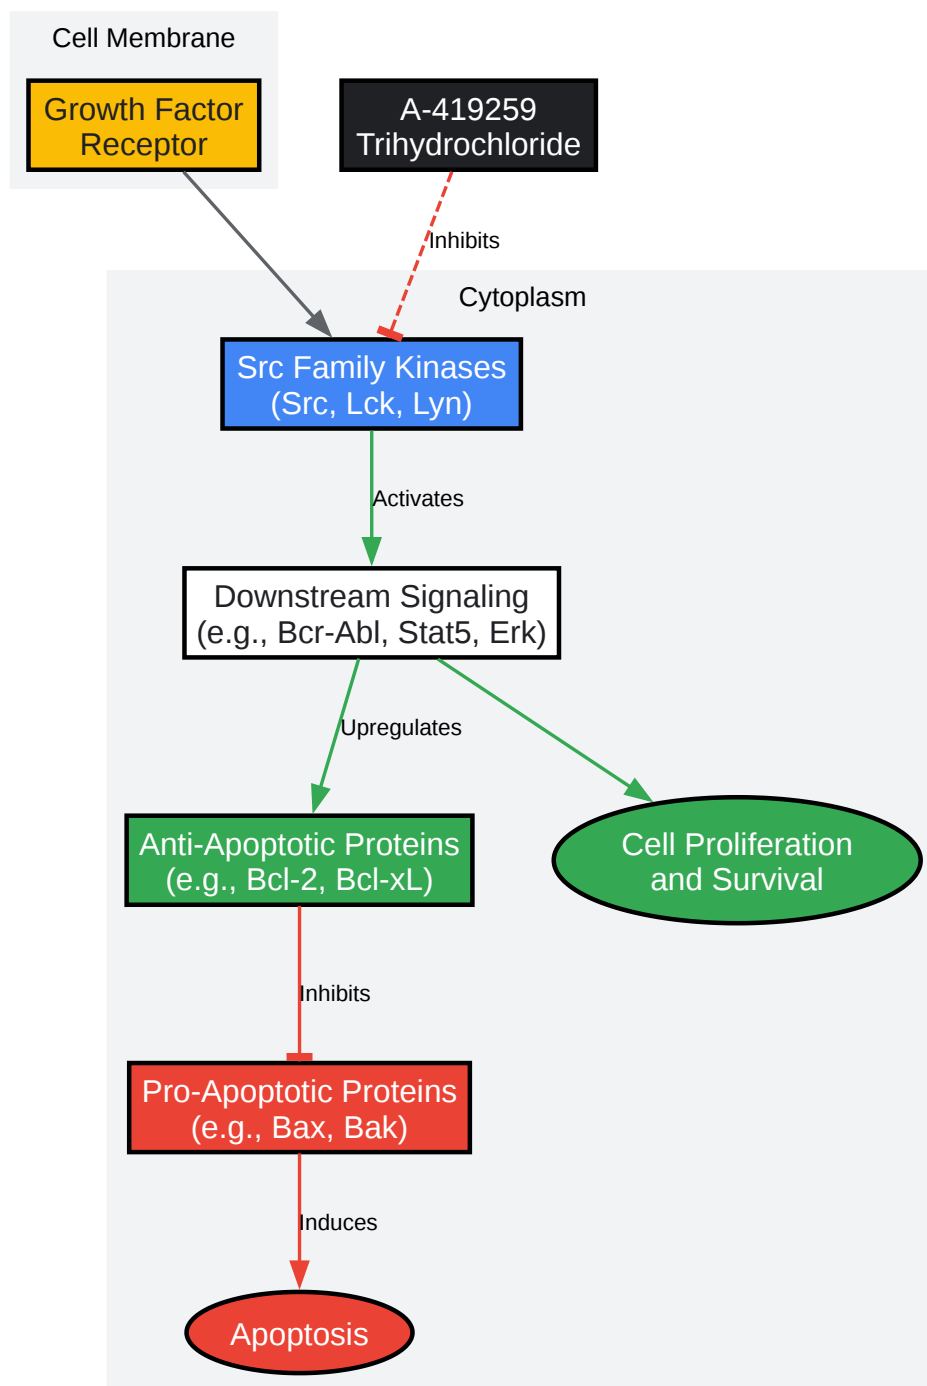 Cell Membrane
Growth Factor
Receptor
A-419259
Trihydrochloride
Inhibits
Cytoplasm
Src Family Kinases
(Src, Lck, Lyn)
Activates
Downstream Signaling
(e.g., Bcr-Abl, Stat5, Erk)
Upregulates
Anti-Apoptotic Proteins
(e.g., Bcl-2, Bcl-xL)
Cell Proliferation
and Survival
Inhibits
Pro-Apoptotic Proteins
(e.g., Bax, Bak)
Induces
Apoptosis